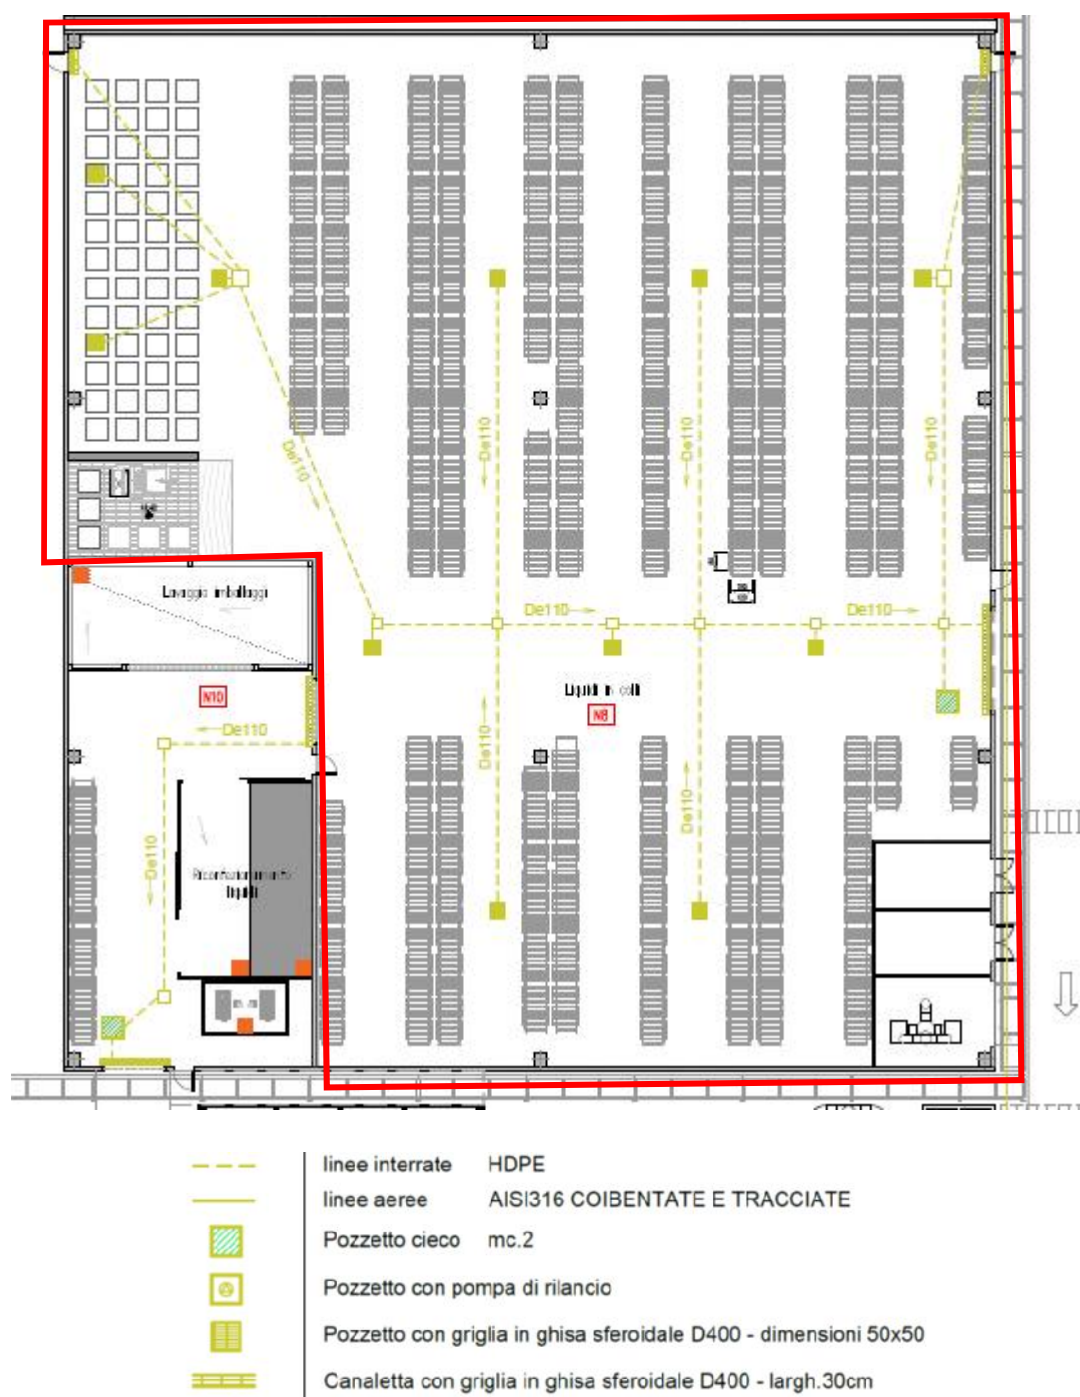 De110
De110
De110
De110
Lavaggio imballaggi
De110
De110
N10
Liquidi in colli
N8
De110
De110
De110
De110
Riconfezionamento
liquidi
linee interrate HDPE
linee aeree AISI316 COIBENTATE E TRACCIATE
Pozzetto cieco mc.2
Pozzetto con pompa di rilancio
Pozzetto con griglia in ghisa sferoidale D400 - dimensioni 50x50
Canaletta con griglia in ghisa sferoidale D400 - largh.30cm